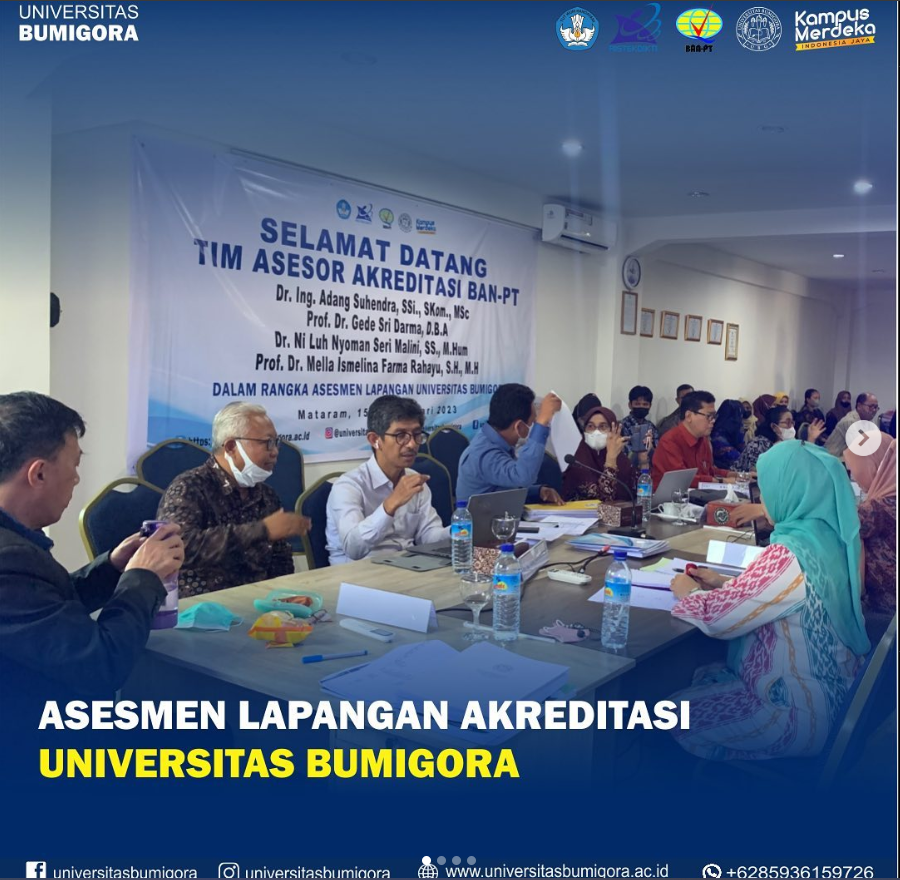 UNIVERSITAS
BUMIGORA
BAN-PT
Kampus
Merdeka
INDONESIA JAYA
SELAMAT DATANG
TIM ASESOR AKREDITASI BAN-PT
Dr. Ing. Adang Suhendra, SSi., SKom., MSc
Prof. Dr. Gede Sri Darma, D.B.A
Dr. Ni Luh Nyoman Seri Malini, SS., M.Hum
Prof. Dr. Mella Ismelina Farma Rahayu, S.H., M.H
DALAM RANGKA ASESMEN LAPANGAN UNIVERSITAS
Mataram, 15 2023
ASESMEN LAPANGAN AKREDITASI
UNIVERSITAS BUMIGORA
universitasbumigora universitasbumigora www.universitasbumigora.ac.id +6285936159726